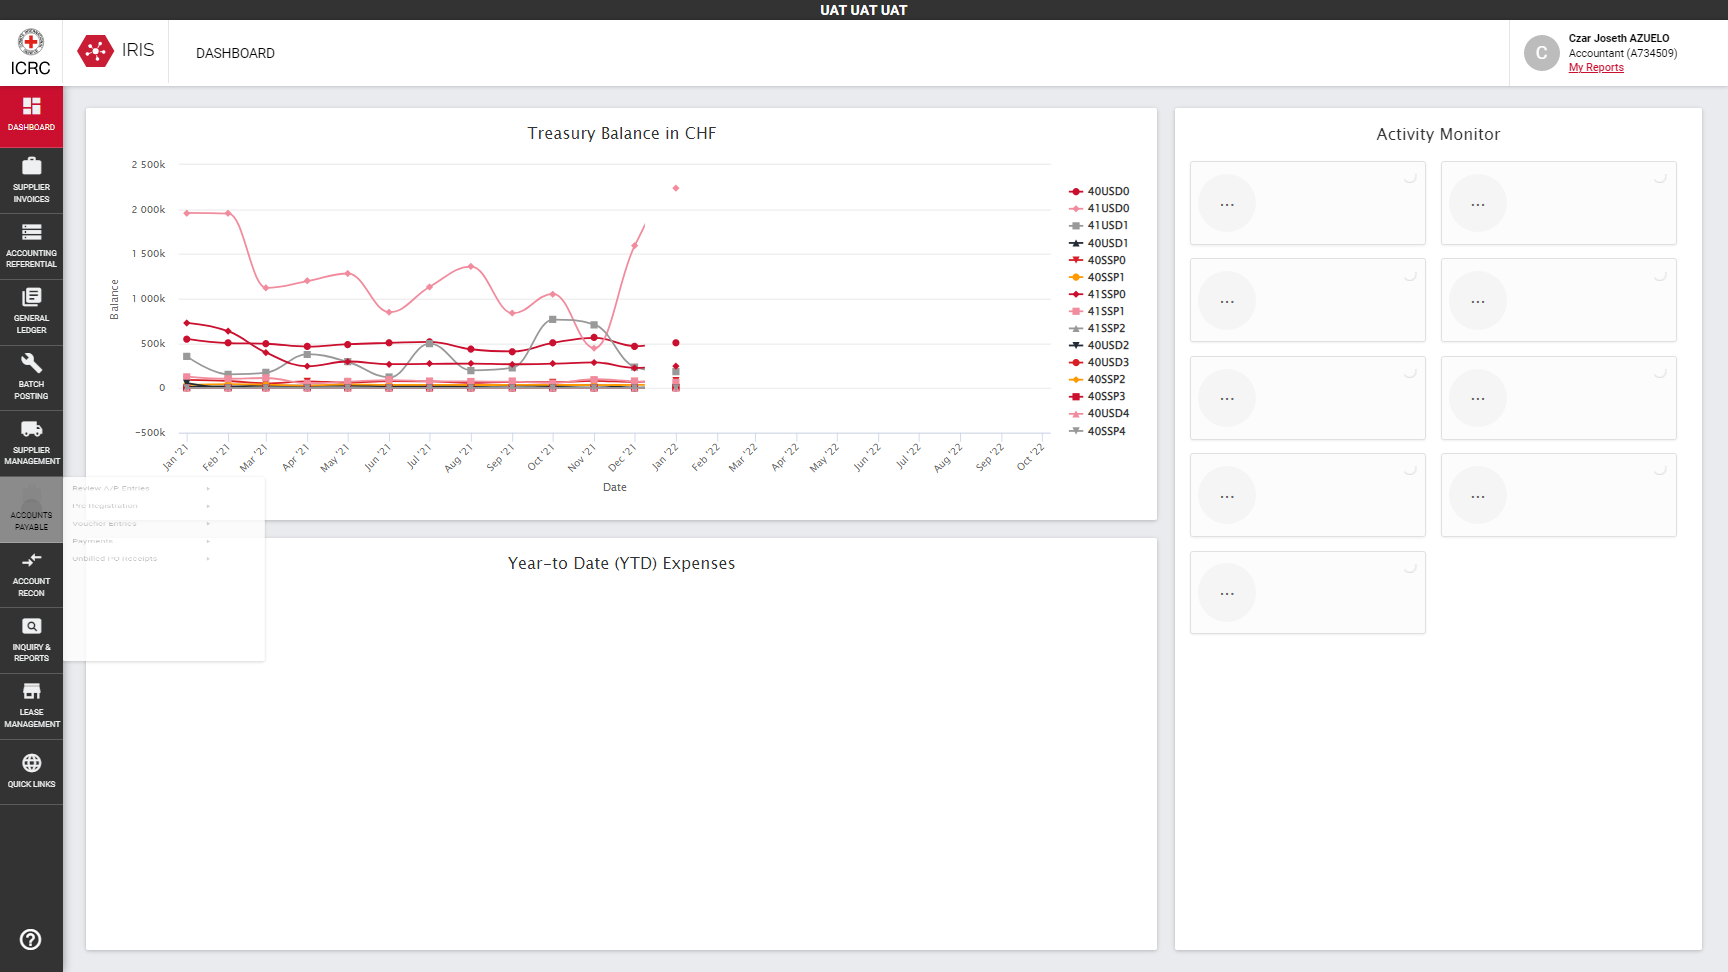 UAT UAT UAT
ICRC
IRIS
DASHBOARD
Czar Joseth AZUELO
Accountant (A734509)
My Reports
C
DASHBOARD
SUPPLIER
INVOICES
ACCOUNTING
REFERENTIAL
GENERAL
LEDGER
BATCH
POSTING
SUPPLIER
MANAGEMENT
ACCOUNTS
PAYABLE
ACCOUNT
RECON
INQUIRY &
REPORTS
LEASE
MANAGEMENT
QUICK LINKS
Review A/P Entries
Pre Registration
Voucher Entries
Payments
Unbilled PO Receipts
Treasury Balance in CHF
Balance
2 500k
2 000k
1 500k
1 000k
500k
0
-500k
Jan '21
Feb '21
Mar '21
Apr '21
May '21
Jun '21
Jul '21
Aug '21
Sep '21
Oct '21
Nov '21
Dec '21
Jan '22
Feb '22
Mar '22
Apr '22
May '22
Jun '22
Jul '22
Aug '22
Sep '22
Oct '22
Date
40USD0
41USD0
41USD1
40USD1
40SSP0
40SSP1
41SSP0
41SSP1
41SSP2
40USD2
40USD3
40SSP2
40SSP3
40USD4
40SSP4
Year-to Date (YTD) Expenses
Activity Monitor
...
...
...
...
...
...
...
...
...